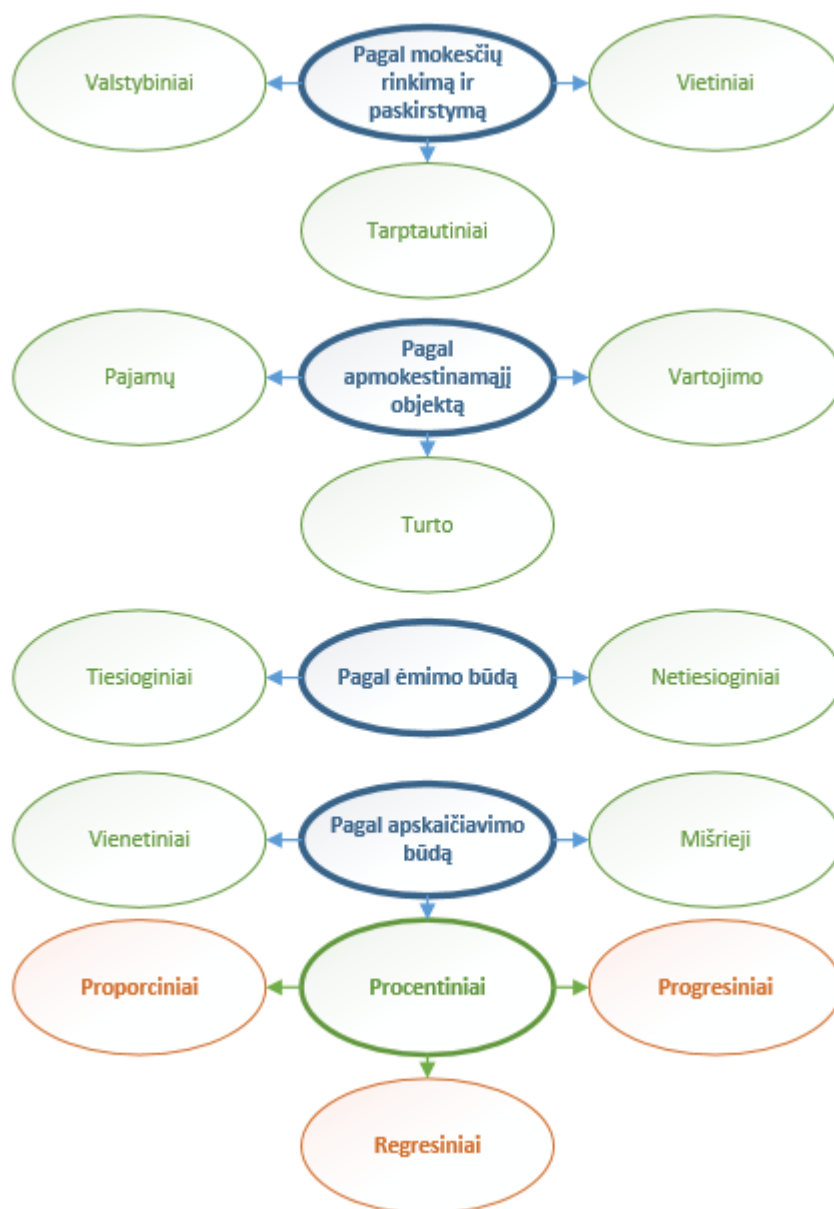 Valstybiniai
Pagal mokesčių
rinkimą ir
paskirstymą
Vietiniai
Tarptautiniai
Pajamų
Pagal
apmokestinamąjį
objektą
Vartojimo
Turto
Tiesioginiai
Pagal ėmimo būdą
Netiesioginiai
Vienetiniai
Pagal apskaičiavimo
būdą
Mišrieji
Proporciniai
Procentiniai
Progresiniai
Regresiniai